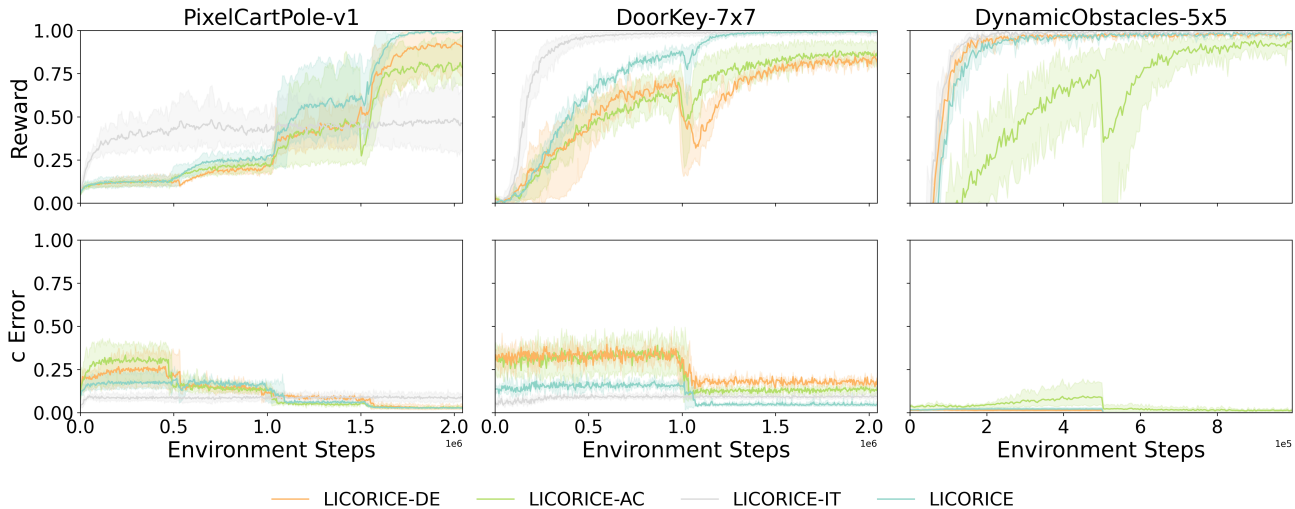 PixelCartPole-v1 DoorKey-7x7 DynamicObstacles-5x5
Reward
1.00
0.75
0.50
0.25
0.00
c Error
1.00
0.75
0.50
0.25
0.00
0.0 0.5 1.0 1.5 2.0 0.0 0.5 1.0 1.5 2.0 0 2 4 6 8
1e6 1e6 1e5
Environment Steps Environment Steps Environment Steps
LICORICE-DE LICORICE-AC LICORICE-IT LICORICE